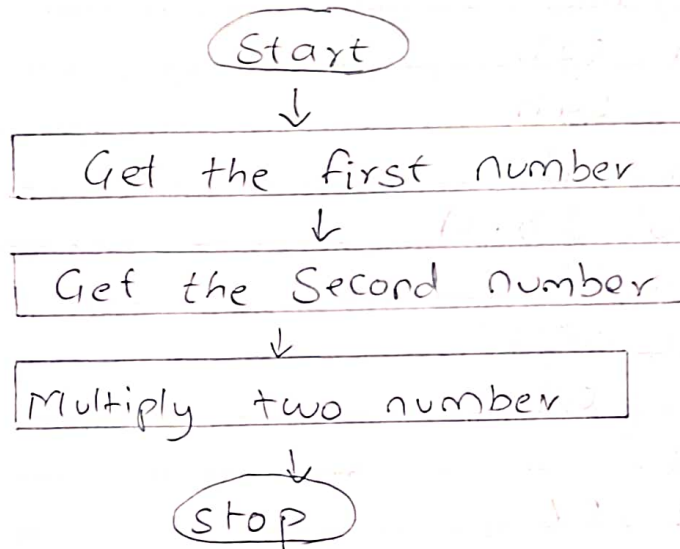 Start
Get the first number
Get the Second number
Multiply two number
stop